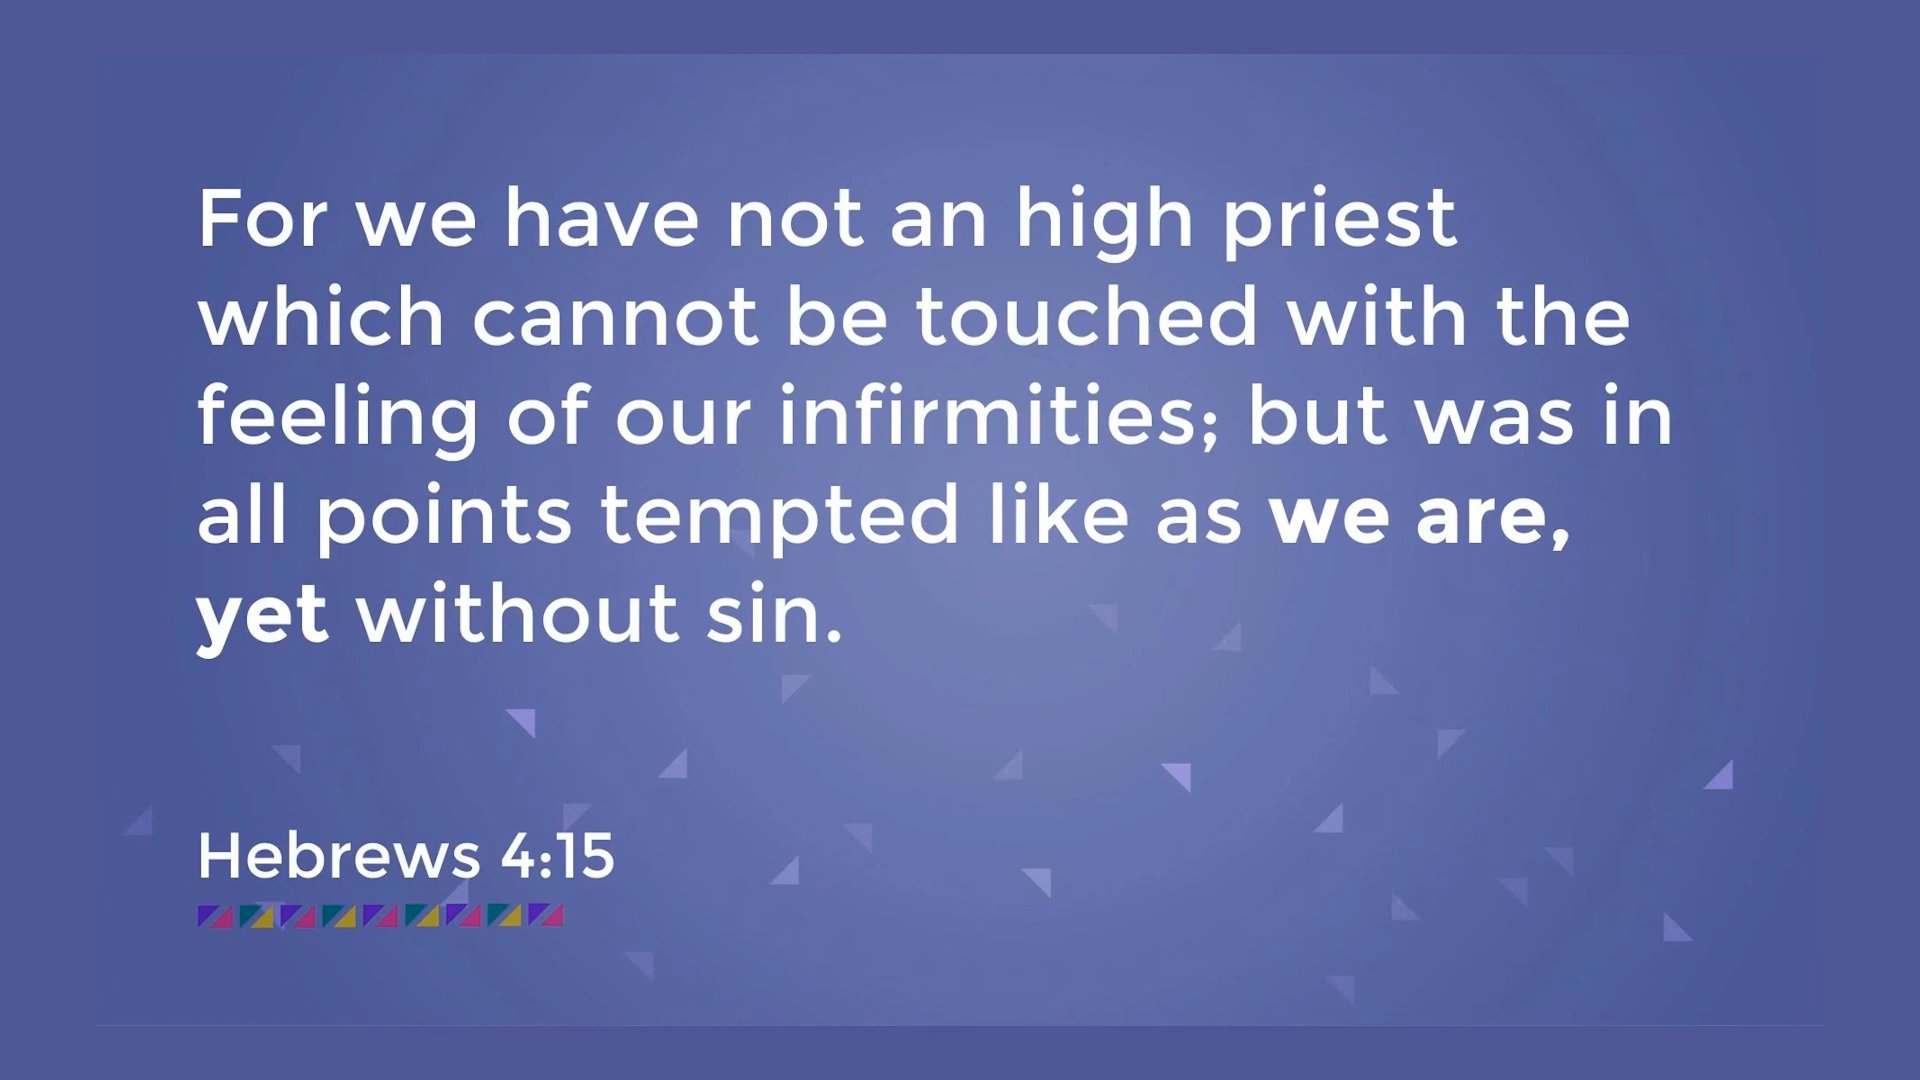 For we have not an high priest
which cannot be touched with the
feeling of our infirmities; but was in
all points tempted like as we are,
yet without sin.
Hebrews 4:15